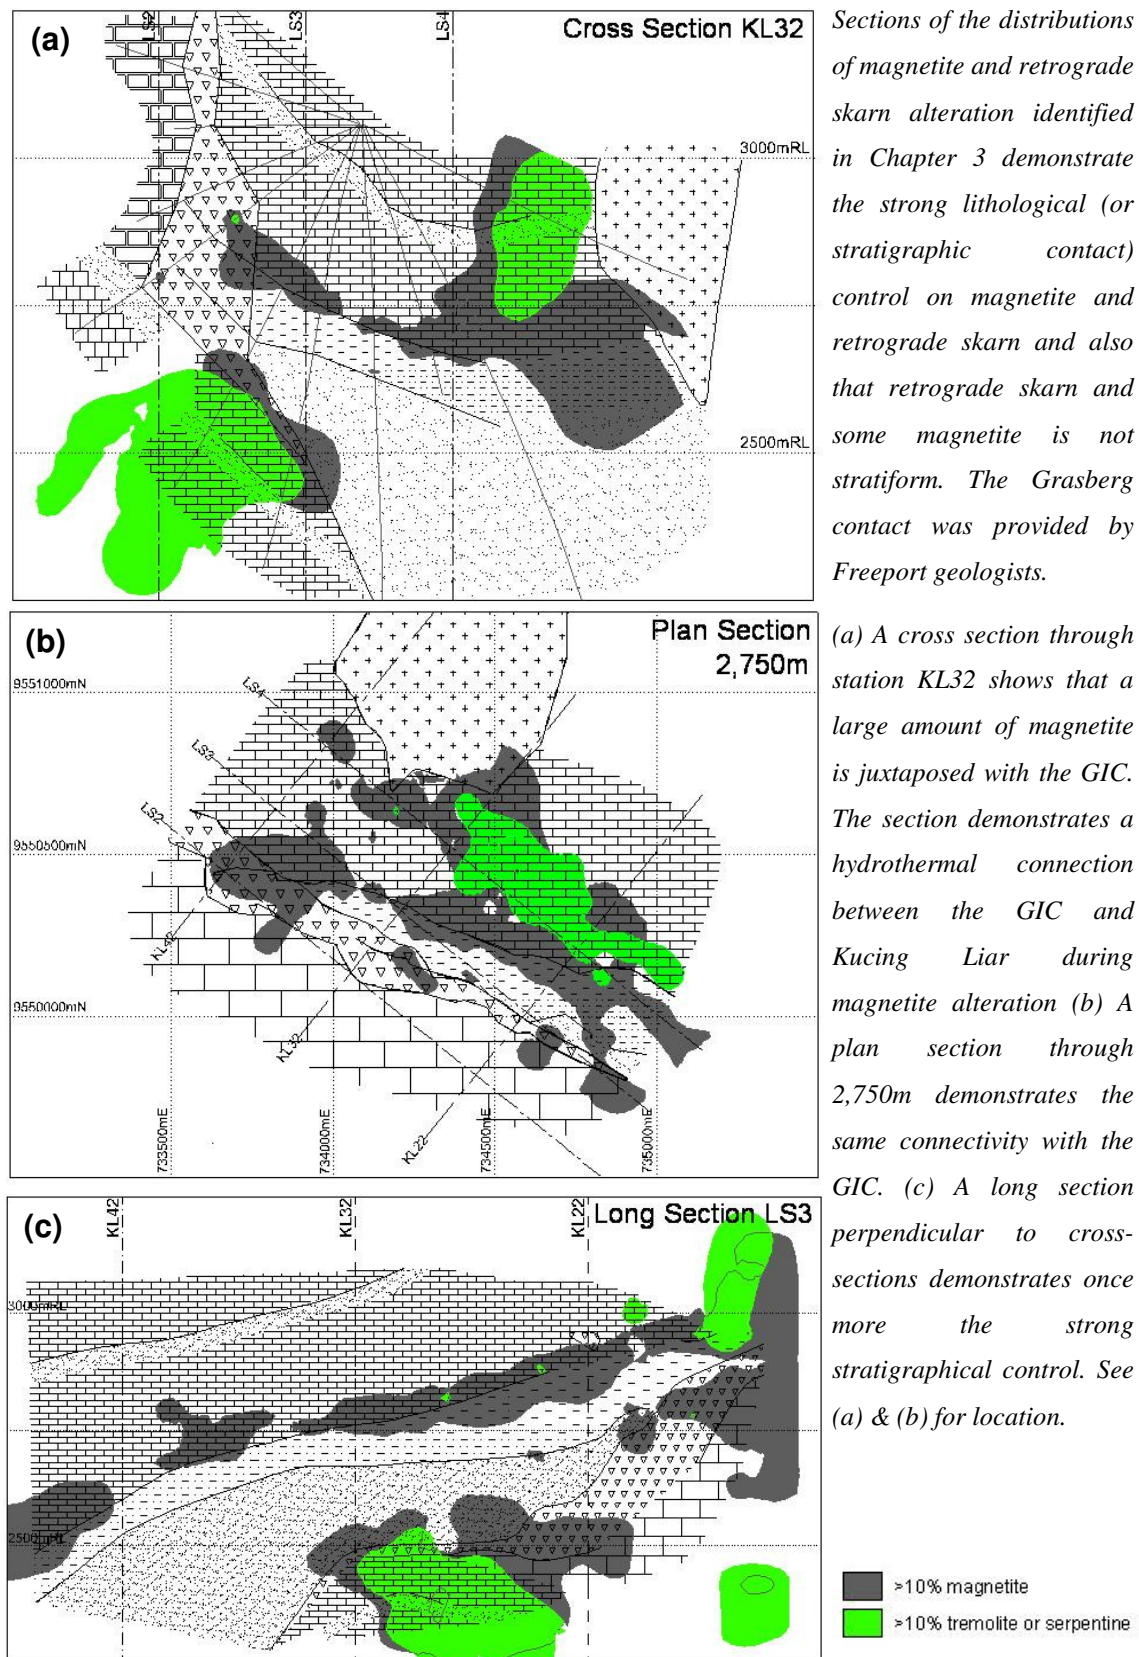 (a)
LS2
LS3
LS4
Cross Section KL32
3000mRL
2500mRL
(b)
Plan Section
2,750m
9551000mN
9550500mN
9550000mN
LS4
LS3
LS2
KL42
KL32
KL22
733500mE
734000mE
734500mE
735000mE
(c)
KL42
KL32
KL22
Long Section LS3
3000mRL
2500mRL
Sections of the distributions
of magnetite and retrograde
skarn alteration identified
in Chapter 3 demonstrate
the strong lithological (or
stratigraphic contact)
control on magnetite and
retrograde skarn and also
that retrograde skarn and
some magnetite is not
stratiform. The Grasberg
contact was provided by
Freeport geologists.
(a) A cross section through
station KL32 shows that a
large amount of magnetite
is juxtaposed with the GIC.
The section demonstrates a
hydrothermal connection
between the GIC and
Kucing Liar during
magnetite alteration (b) A
plan section through
2,750m demonstrates the
same connectivity with the
GIC. (c) A long section
perpendicular to cross-
sections demonstrates once
more the strong
stratigraphical control. See
(a) & (b) for location.
>10% magnetite
>10% tremolite or serpentine